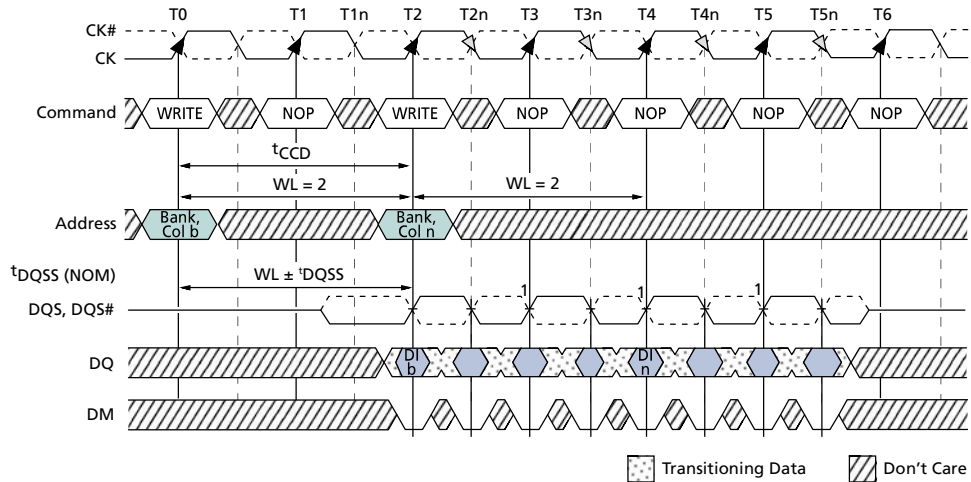 T0 T1 T1n T2 T2n T3 T3n T4 T4n T5 T5n T6
CK#
CK
Command WRITE NOP WRITE NOP NOP NOP NOP
tCCD
WL = 2 WL = 2
Address Bank, Col b Bank, Col n
tDQSS (NOM) WL ± tDQSS
DQS, DQS# 1 1 1
DQ DI b DI n
DM
Transitioning Data Don't Care